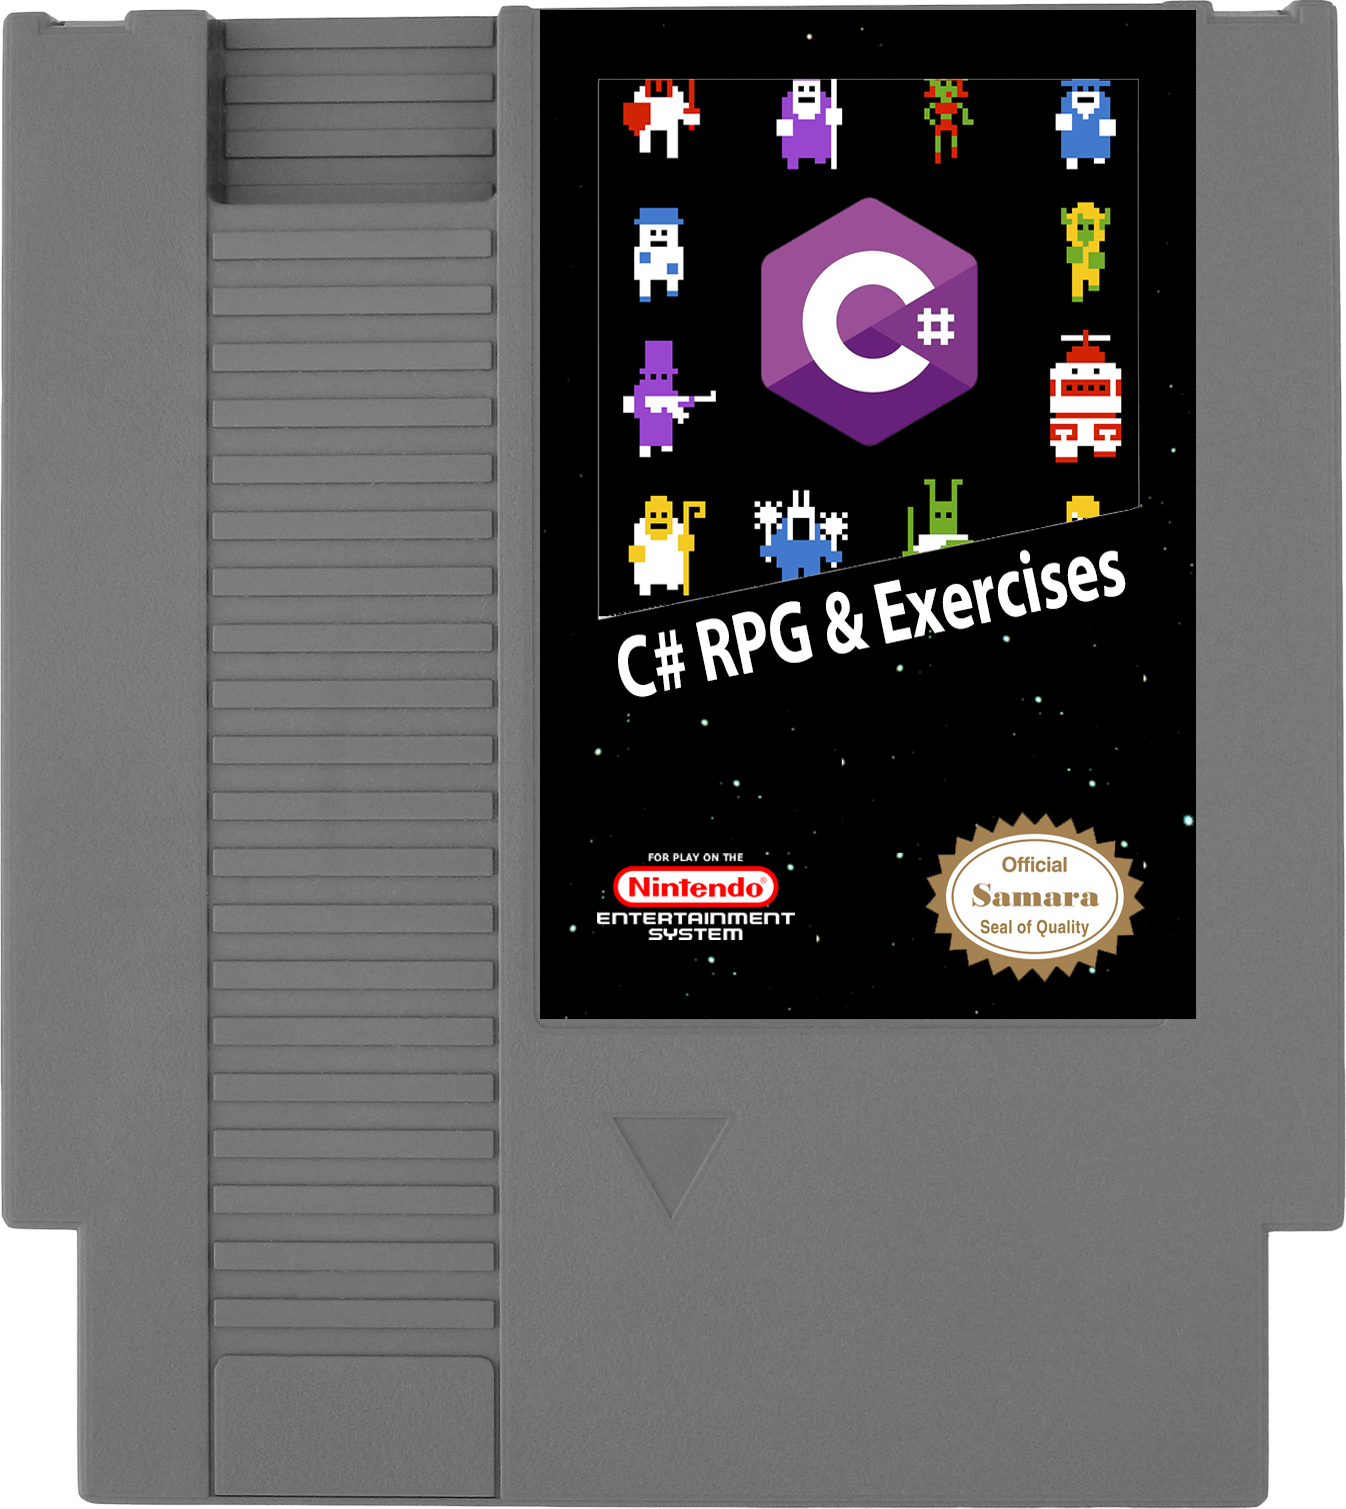 C#
C# RPG & Exercises
FOR PLAY ON THE
Nintendo®
ENTERTAINMENT
SYSTEM
Official
Samara
Seal of Quality